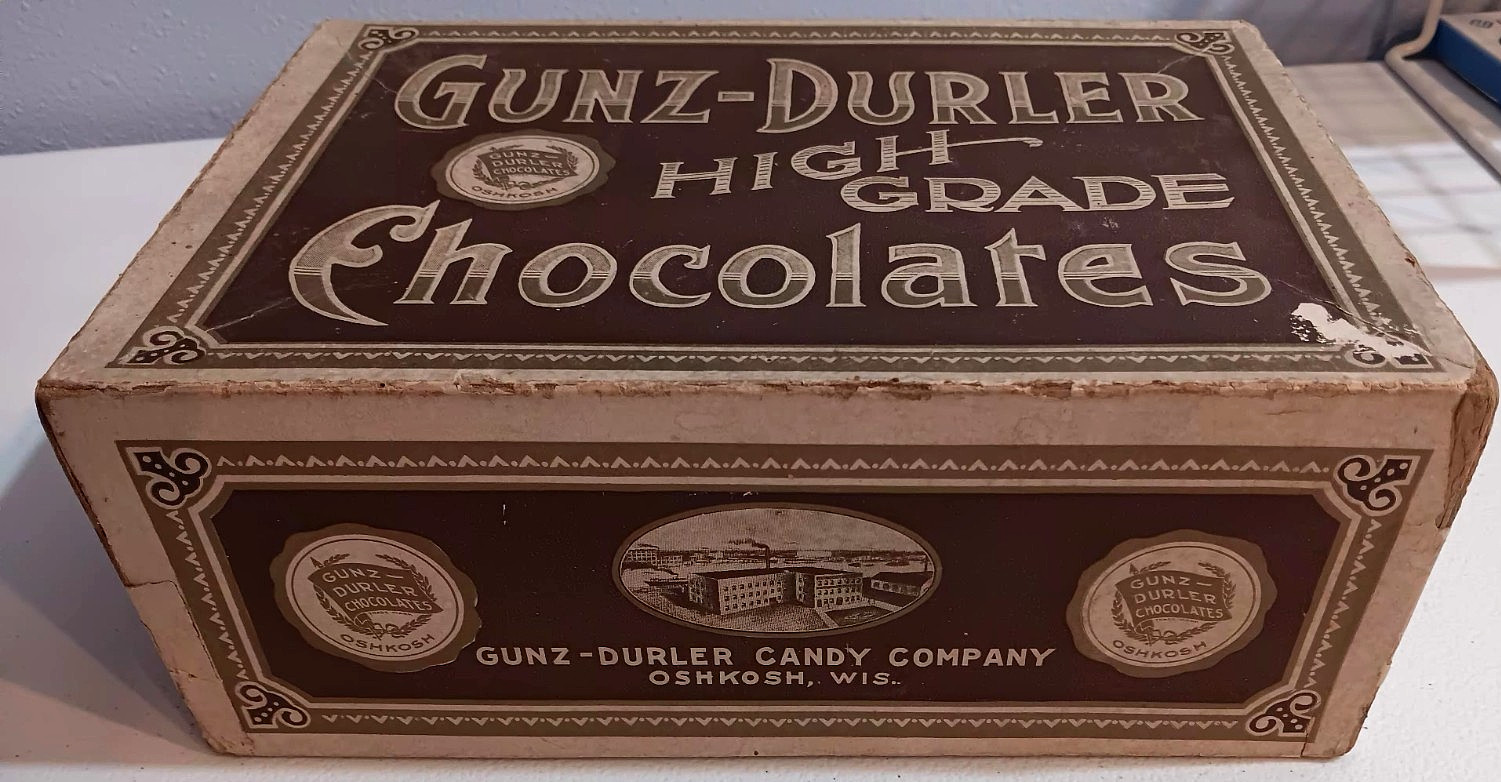 GUNZ-DURLER
HIGH
GRADE
GUNZ-
DURLER
CHOCOLATES
OSHKOSH
Chocolates
GUNZ-
DURLER
CHOCOLATES
OSHKOSH
GUNZ-
DURLER
CHOCOLATES
OSHKOSH
GUNZ-DURLER CANDY COMPANY
OSHKOSH, WIS.